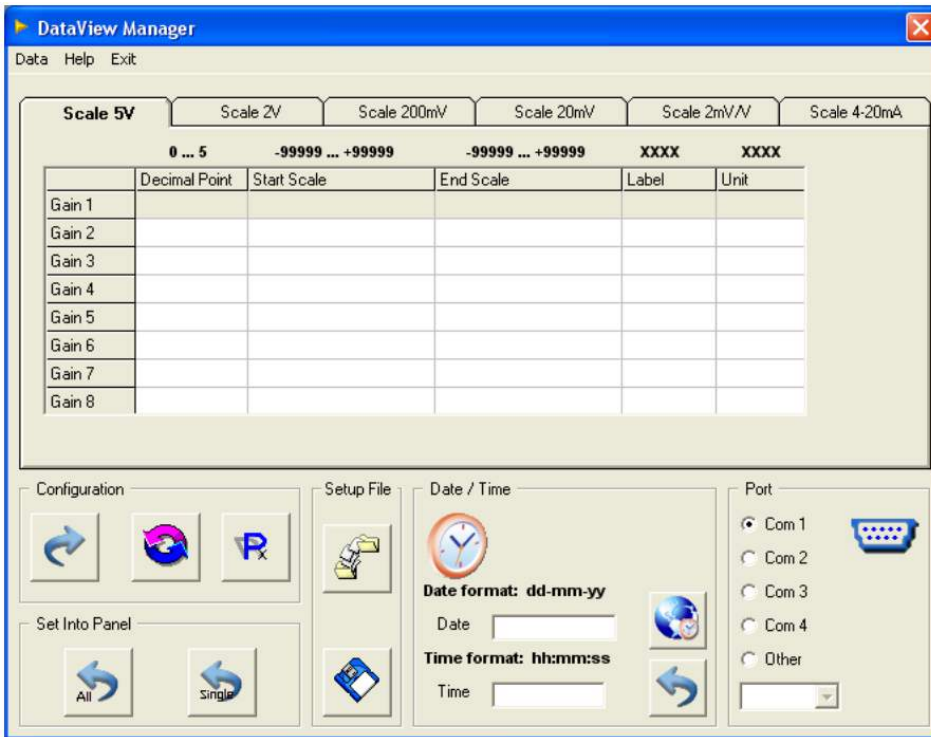 DataView Manager
Data Help Exit
Scale 5V Scale 2V Scale 200mV Scale 20mV Scale 2mV/V Scale 4-20mA
0 ... 5 -99999 ... +99999 -99999 ... +99999 XXXX XXXX
Decimal Point Start Scale End Scale Label Unit
Gain 1
Gain 2
Gain 3
Gain 4
Gain 5
Gain 6
Gain 7
Gain 8
Configuration Setup File Date / Time Port
Com 1
Com 2
Com 3
Com 4
Other
Px
Date format: dd-mm-yy
Date
Time format: hh:mm:ss
Time
Set Into Panel
All Single